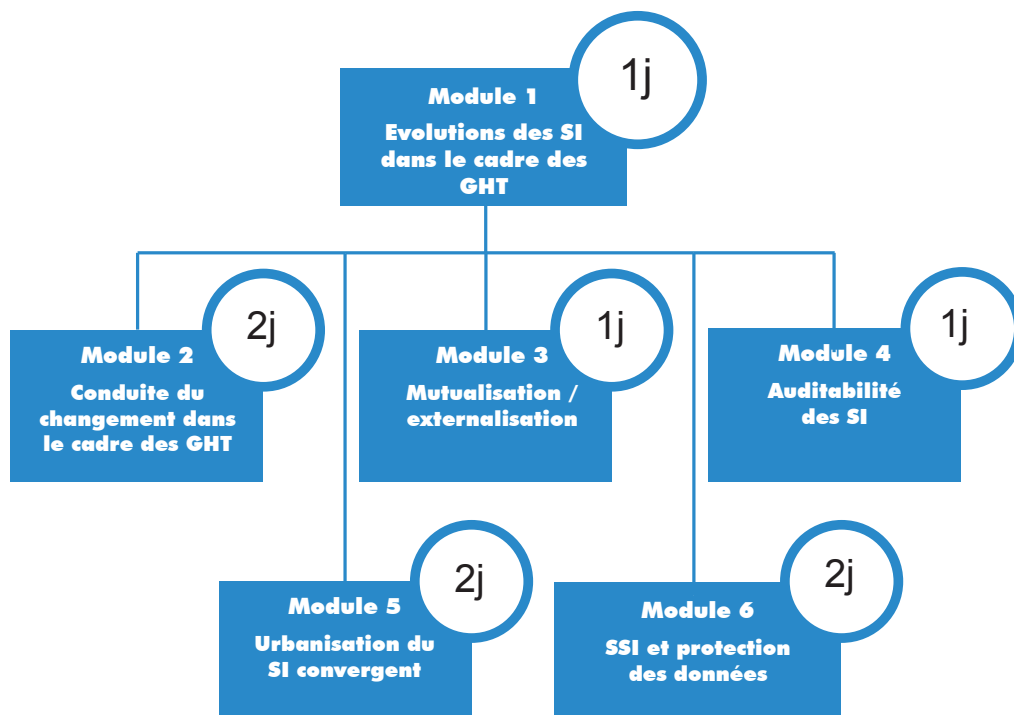 1j
Module 1
Evolutions des SI
dans le cadre des
GHT
2j
Module 2
Conduite du
changement dans
le cadre des GHT
1j
Module 3
Mutualisation /
externalisation
1j
Module 4
Auditabilité
des SI
2j
Module 5
Urbanisation du
SI convergent
2j
Module 6
SSI et protection
des données